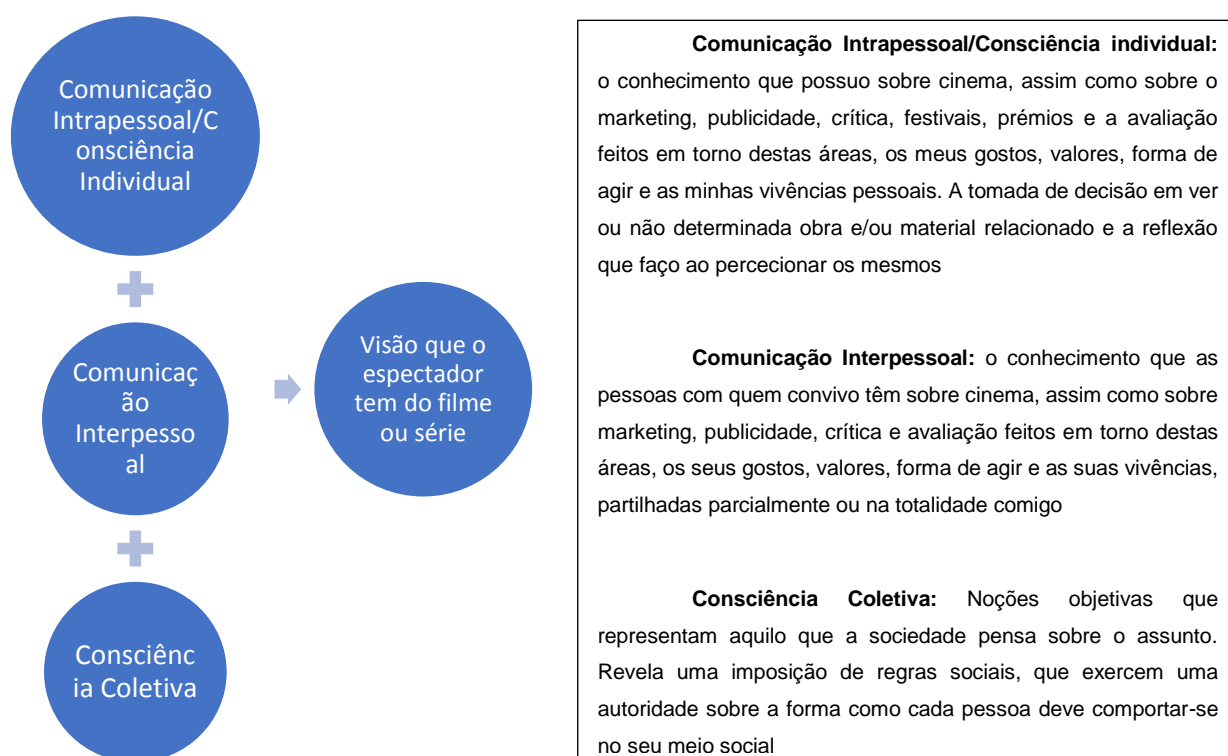 Comunicação
Intrapessoal/C
onsciência
Individual
Comunicaç
ão
Interpesso
al
Consciênc
ia Coletiva
Visão que o
espectador
tem do filme
ou série
Comunicação Intrapessoal/Consciência individual:
o conhecimento que possuo sobre cinema, assim como sobre o
marketing, publicidade, crítica, festivais, prémios e a avaliação
feitos em torno destas áreas, os meus gostos, valores, forma de
agir e as minhas vivências pessoais. A tomada de decisão em ver
ou não determinada obra e/ou material relacionado e a reflexão
que faço ao percecionar os mesmos
Comunicação Interpessoal: o conhecimento que as
pessoas com quem convivo têm sobre cinema, assim como sobre
marketing, publicidade, crítica e avaliação feitos em torno destas
áreas, os seus gostos, valores, forma de agir e as suas vivências,
partilhadas parcialmente ou na totalidade comigo
Consciência Coletiva: Noções objetivas que
representam aquilo que a sociedade pensa sobre o assunto.
Revela uma imposição de regras sociais, que exercem uma
autoridade sobre a forma como cada pessoa deve comportar-se
no seu meio social